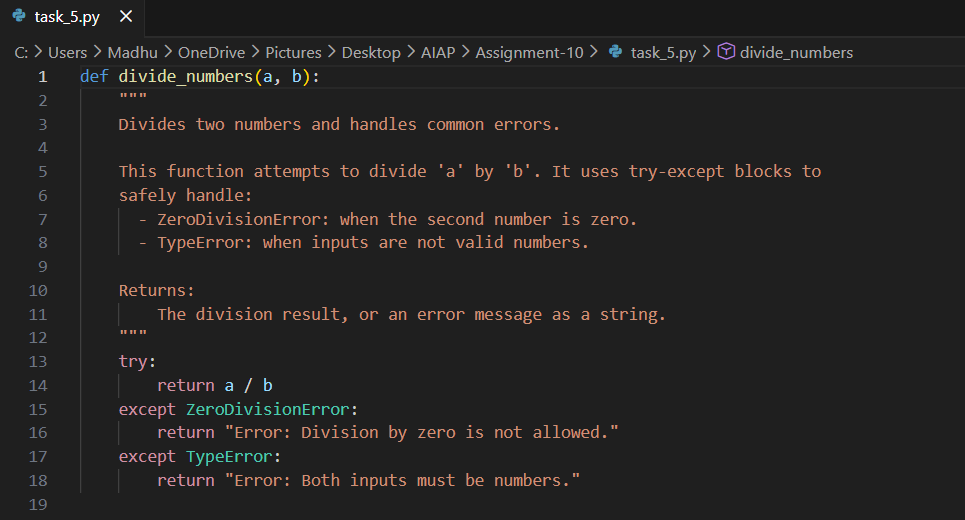 task_5.py
C: > Users > Madhu > OneDrive > Pictures > Desktop > AIAP > Assignment-10 > task_5.py > divide_numbers
1 def divide_numbers(a, b):
2     """
3     Divides two numbers and handles common errors.
4
5     This function attempts to divide 'a' by 'b'. It uses try-except blocks to
6     safely handle:
7       - ZeroDivisionError: when the second number is zero.
8       - TypeError: when inputs are not valid numbers.
9
10     Returns:
11         The division result, or an error message as a string.
12     """
13     try:
14         return a / b
15     except ZeroDivisionError:
16         return "Error: Division by zero is not allowed."
17     except TypeError:
18         return "Error: Both inputs must be numbers."
19